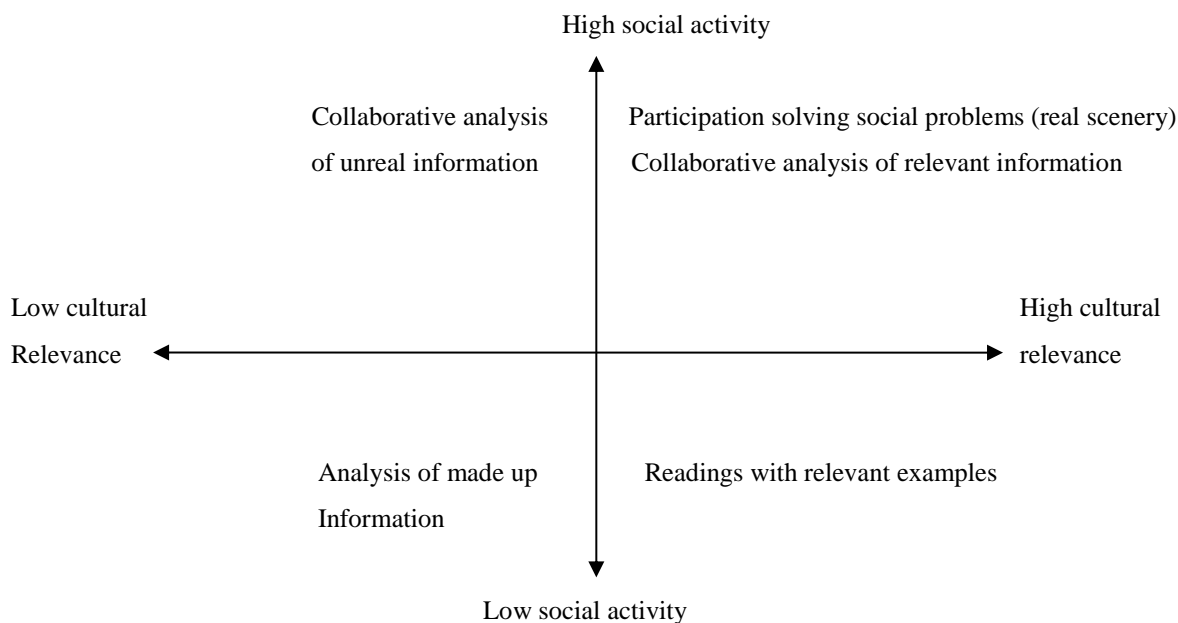 High social activity
Collaborative analysis
of unreal information
Participation solving social problems (real scenery)
Collaborative analysis of relevant information
Low cultural
Relevance
High cultural
relevance
Analysis of made up
Information
Readings with relevant examples
Low social activity